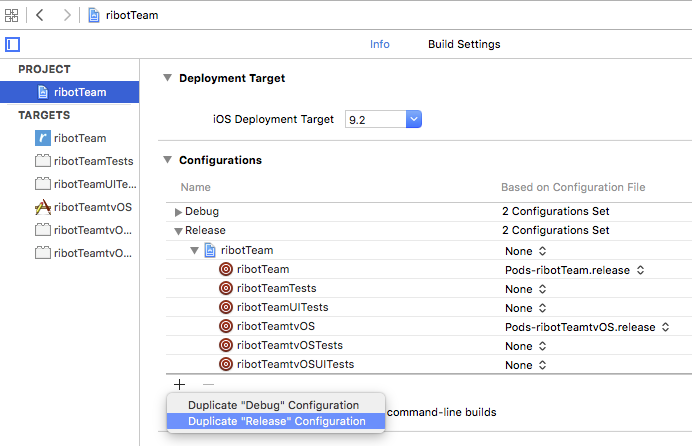 ribotTeam
Info Build Settings
PROJECT
ribotTeam
TARGETS
ribotTeam
ribotTeamTests
ribotTeamUITe...
ribotTeamtvOS
ribotTeamtvO...
ribotTeamtvO...
Deployment Target
iOS Deployment Target 9.2
Configurations
Name Based on Configuration File
Debug 2 Configurations Set
Release 2 Configurations Set
ribotTeam None
ribotTeam Pods-ribotTeam.release
ribotTeamTests None
ribotTeamUITests None
ribotTeamtvOS Pods-ribotTeamtvOS.release
ribotTeamtvOSTests None
ribotTeamtvOSUITests None
+ —
Duplicate "Debug" Configuration
Duplicate "Release" Configuration
command-line builds